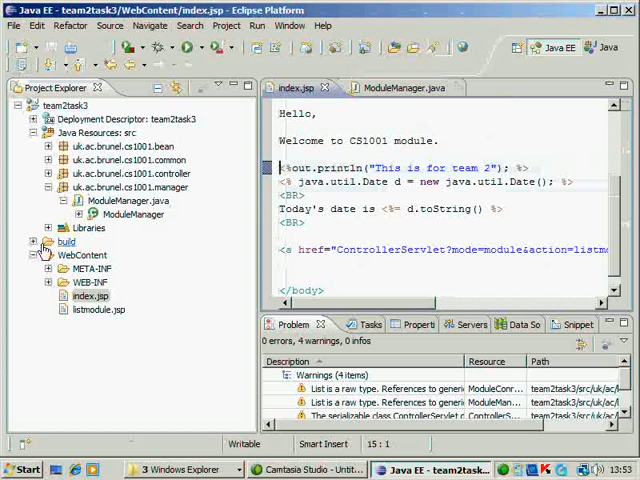 Java EE - team2task3/WebContent/index.jsp - Eclipse Platform
File Edit Source Refactor Navigate Search Project Run Window Help
Java EE Java
Project Explorer
index.jsp ModuleManager.java
team2task3
Deployment Descriptor: team2task3
Java Resources: src
uk.ac.brunel.cs1001.bean
uk.ac.brunel.cs1001.common
uk.ac.brunel.cs1001.controller
uk.ac.brunel.cs1001.manager
ModuleManager.java
ModuleManager
Libraries
build
WebContent
META-INF
WEB-INF
index.jsp
listmodule.jsp
Hello,
Welcome to CS1001 module.
<%out.println("This is for team 2"); %>
<% java.util.Date d = new java.util.Date(); %>
<BR>
Today's date is <%= d.toString() %>
<BR>
<a href="ControllerServlet?mode=module&action=listmo
</body>
Problem Tasks Properti Servers Data So Snippet
0 errors, 4 warnings, 0 infos
Description Resource Path
Warnings (4 items)
List is a raw type. References to generic ModuleConr... team2task3/src/uk/ac/
List is a raw type. References to generic ModuleMan... team2task3/src/uk/ac/
The serializable class ControllerServlet ControllerS... team2task3/src/uk/ac/
Writable Smart Insert 15 : 1
Start 3 Windows Explorer Camtasia Studio - Untit... Java EE - team2task... 13:53